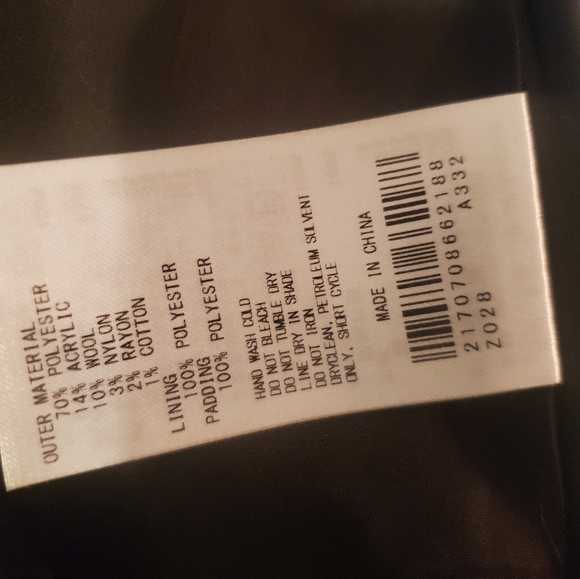 OUTER MATERIAL
70% POLYESTER
14% ACRYLIC
10% WOOL
3% NYLON
2% RAYON
1% COTTON
LINING
100% POLYESTER
PADDING
100% POLYESTER
HAND WASH COLD
DO NOT BLEACH
DO NOT TUMBLE DRY
LINE DRY IN SHADE
DO NOT IRON
DRYCLEAN, PETROLEUM SOLVENT
ONLY, SHORT CYCLE
MADE IN CHINA
2170708662188
Z028 A332